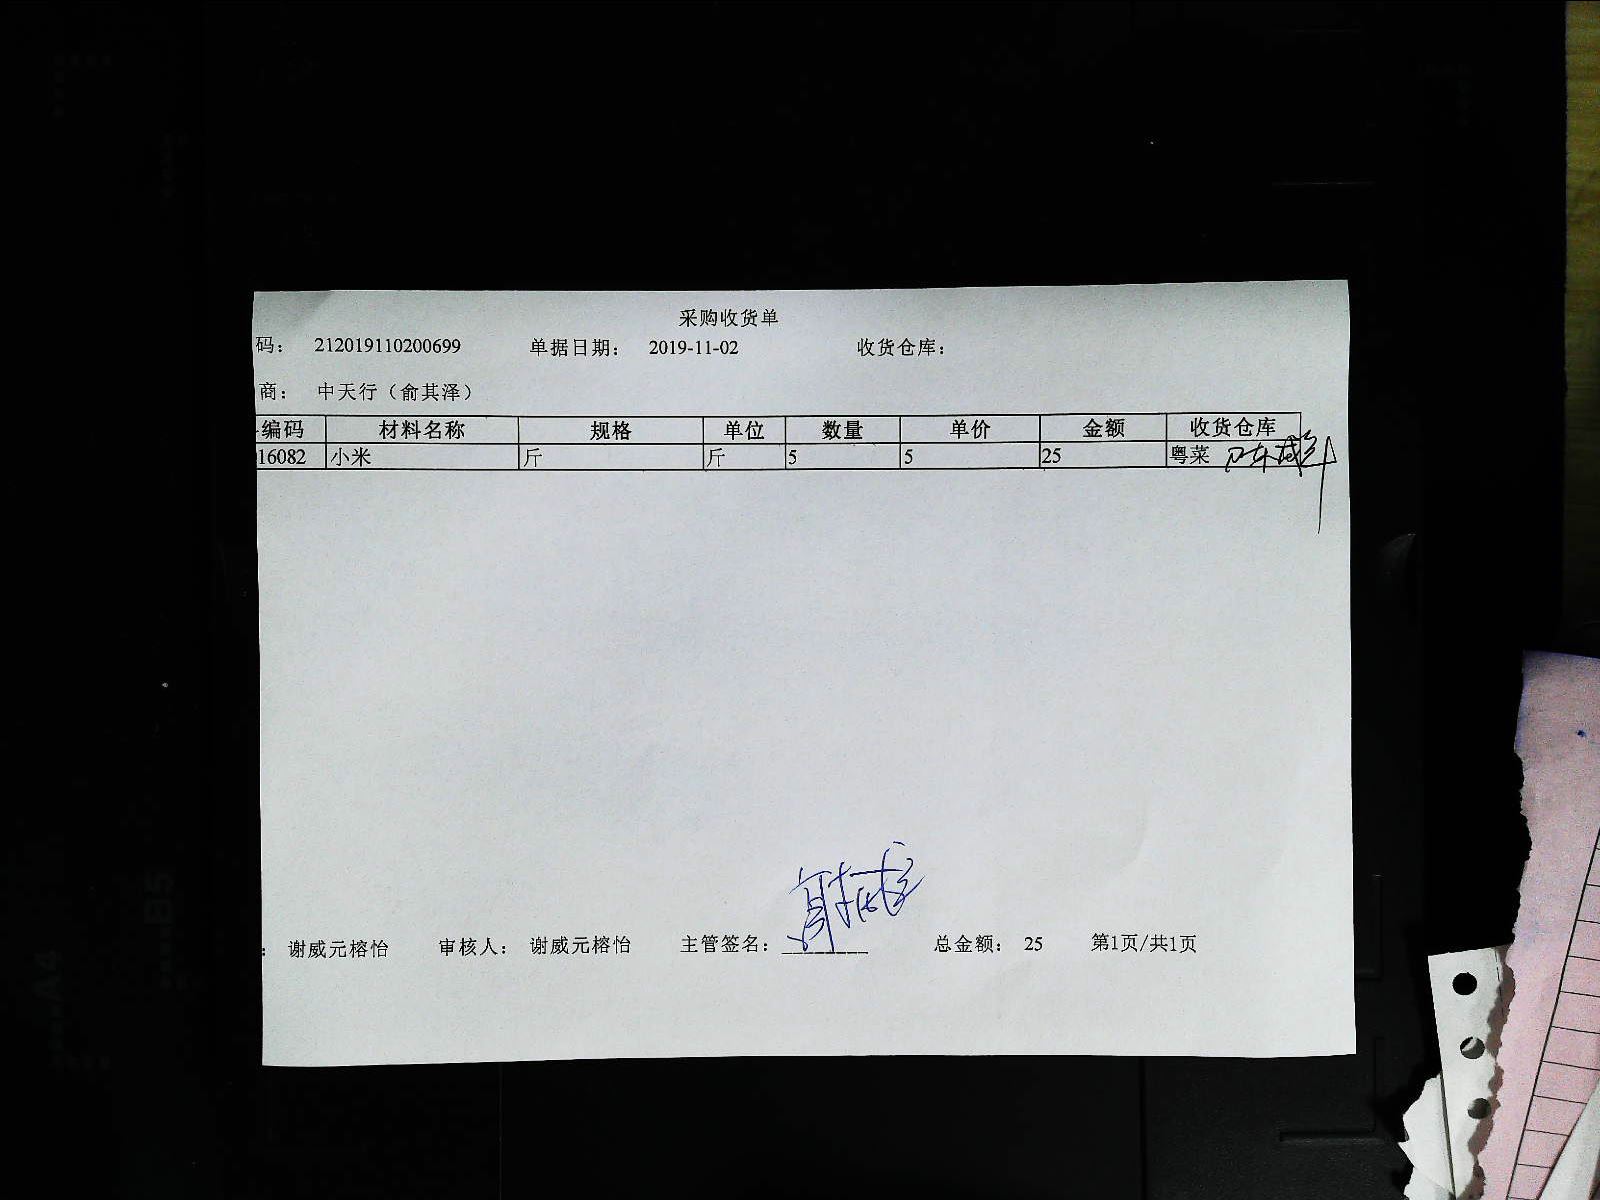 采购收货单
码： 212019110200699 单据日期： 2019-11-02 收货仓库：
商： 中天行（俞其泽）
编码 材料名称 规格 单位 数量 单价 金额 收货仓库
16082 小米 斤 斤 5 5 25 粤菜
： 谢威元榕怡 审核人： 谢威元榕怡 主管签名： 总金额： 25 第1页/共1页
B5
A4